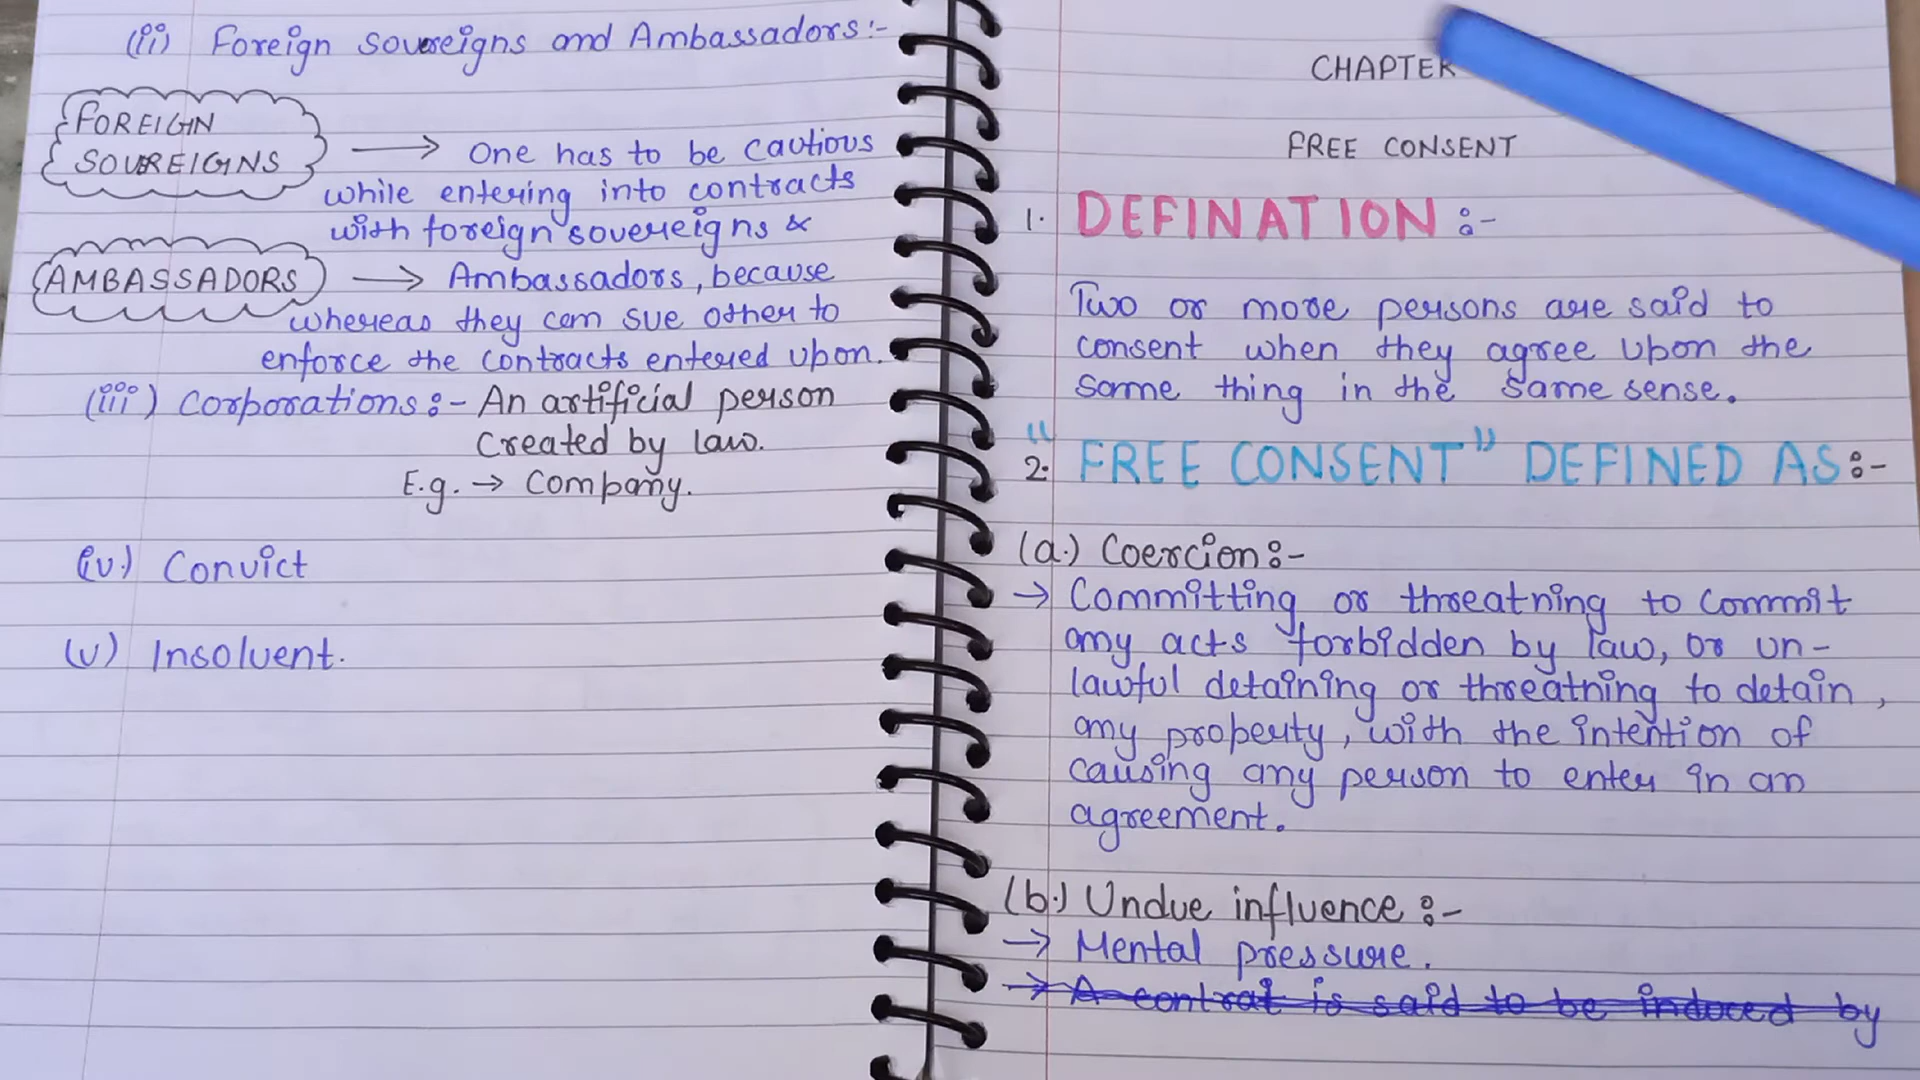 (ii) Foreign sovereigns and Ambassadors:-
FOREIGN
SOVREIGNS
→ One has to be cautious
while entering into contracts
with foreign sovereigns &
AMBASSADORS
→ Ambassadors, because
whereas they can sue other to
enforce the contracts entered upon.
(iii) Corporations:- An artificial person
created by law.
E.g. → Company.
(iv.) Convict
(v) Insolvent.
CHAPTER
FREE CONSENT
1. DEFINATION :-
Two or more persons are said to
consent when they agree upon the
same thing in the same sense.
2. "FREE CONSENT" DEFINED AS:-
(a.) Coercion:-
→ Committing or threatning to commit
any acts forbidden by law, or un-
lawful detaining or threatning to detain,
any property, with the intention of
causing any person to enter in an
agreement.
(b.) Undue influence:-
→ Mental pressure.
→ A contrat is said to be induced by